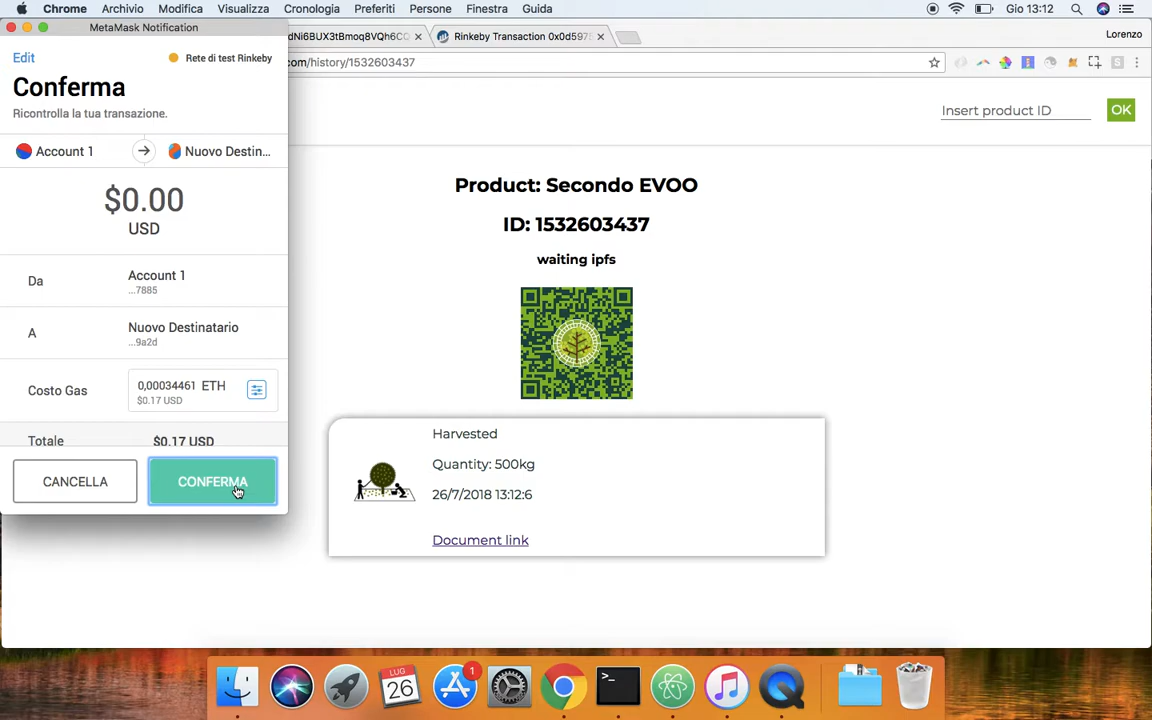 Chrome Archivio Modifica Visualizza Cronologia Preferiti Persone Finestra Guida
Gio 13:12
MetaMask Notification
dNi6BUX3tBmoq8VQh6CQ
Rinkeby Transaction 0x0d5978
Lorenzo
Edit
Rete di test Rinkeby
com/history/1532603437
Conferma
Ricontrolla la tua transazione.
Insert product ID
OK
Account 1
Nuovo Destin...
Product: Secondo EVOO
$0.00
USD
ID: 1532603437
waiting ipfs
Da
Account 1
...7885
A
Nuovo Destinatario
...9a2d
Costo Gas
0,00034461 ETH
$0.17 USD
Totale
$0.17 USD
CANCELLA
CONFERMA
Harvested
Quantity: 500kg
26/7/2018 13:12:6
Document link
LUG
26
1